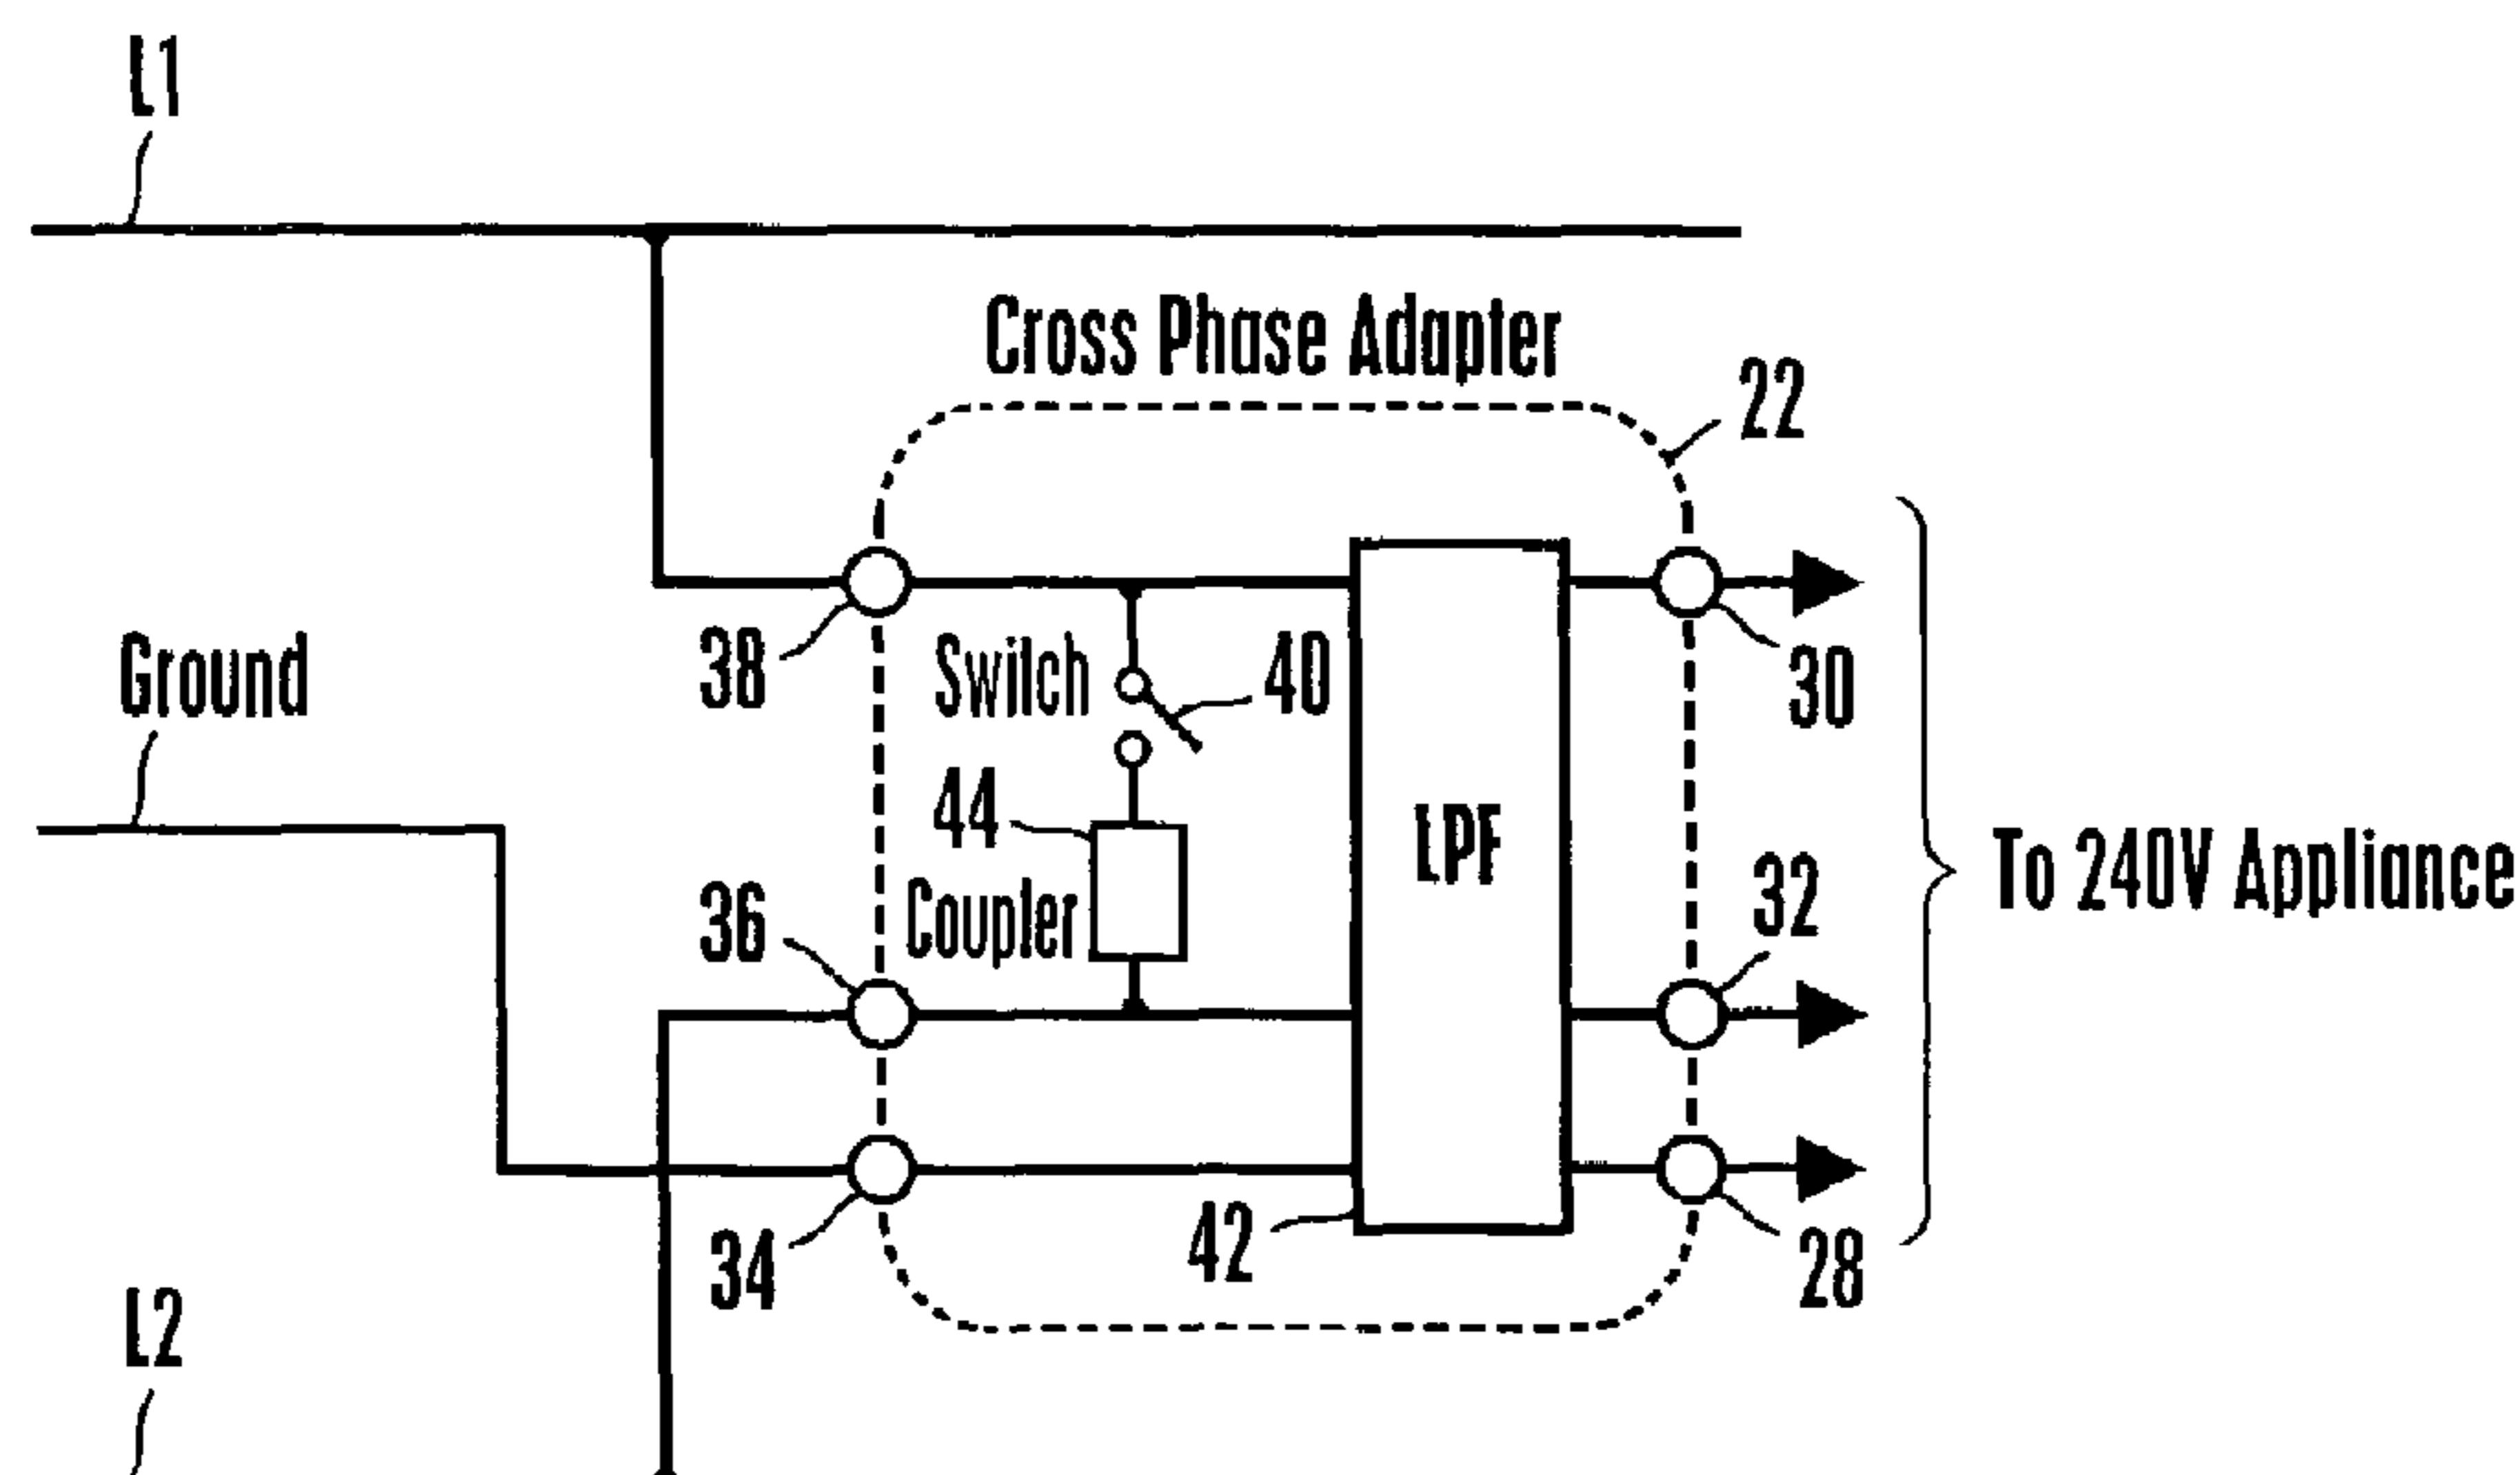 L1
Cross Phase Adapter
22
38
Switch
40
30
Ground
44
LPF
36
Coupler
32
To 240V Appliance
34
42
28
L2